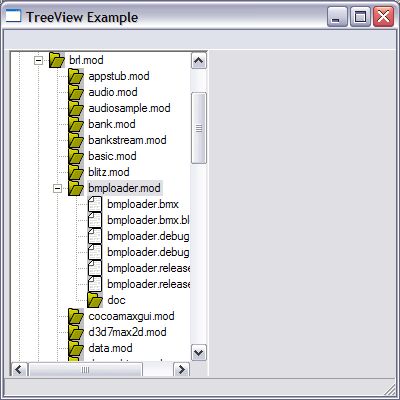 TreeView Example
brl.mod
appstub.mod
audio.mod
audiosample.mod
bank.mod
bankstream.mod
basic.mod
blitz.mod
bmploader.mod
bmploader.bmx
bmploader.bmx.bl
bmploader.debug
bmploader.debug
bmploader.release
bmploader.release
doc
cocoamaxgui.mod
d3d7max2d.mod
data.mod